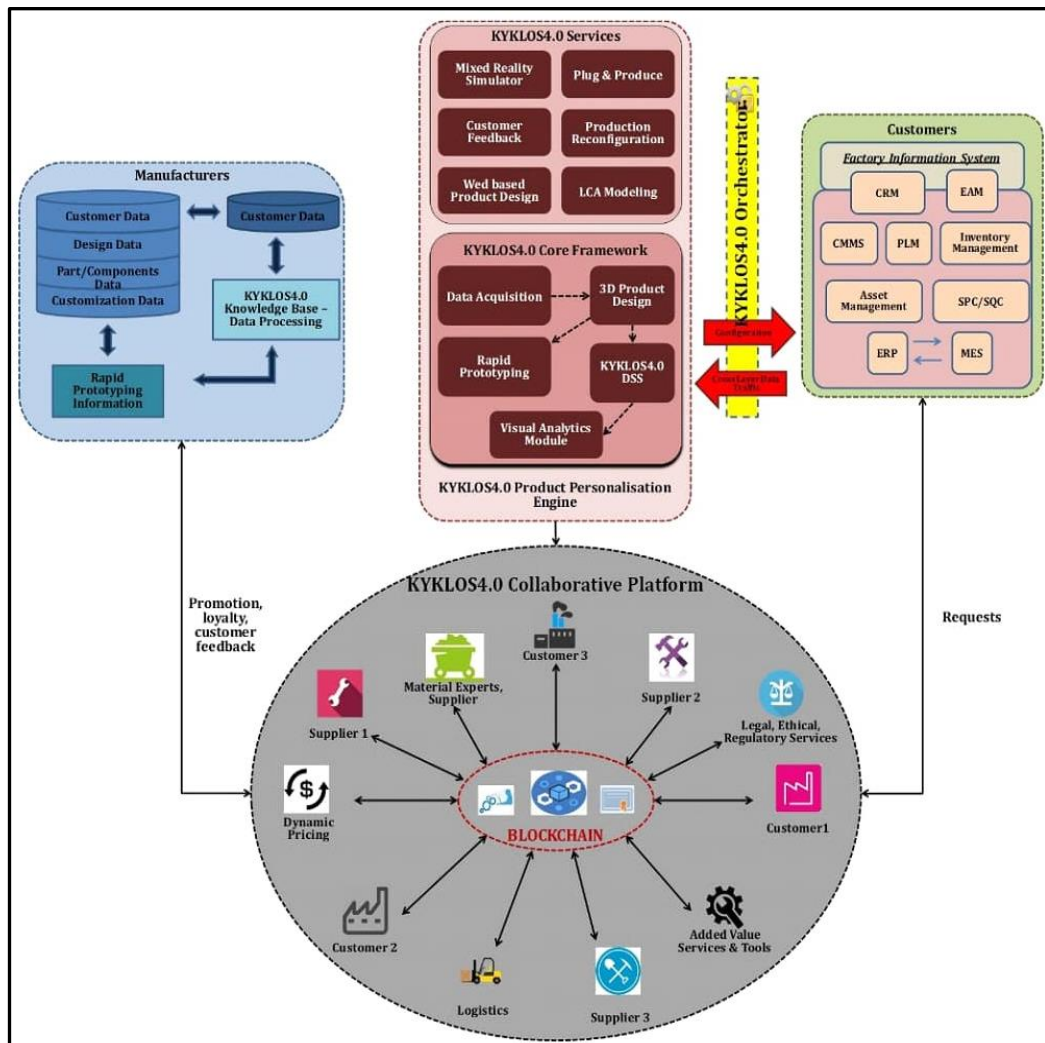 KYKLOS4.0 Services
Mixed Reality
Simulator
Plug & Produce
Customer
Feedback
Production
Reconfiguration
Wed based
Product Design
LCA Modeling
KYKLOS4.0 Core Framework
Data Acquisition
3D Product
Design
Rapid
Prototyping
KYKLOS4.0
DSS
Visual Analytics
Module
KYKLOS4.0 Product Personalisation
Engine
KYKLOS4.0 Orchestrator
Configuration
Cross Layer Data
Traffic
Manufacturers
Customer Data
Design Data
Part/Components
Data
Customization Data
Customer Data
KYKLOS4.0
Knowledge Base –
Data Processing
Rapid
Prototyping
Information
Customers
Factory Information System
CRM
EAM
CMMS
PLM
Inventory
Management
Asset
Management
SPC/SQC
ERP
MES
Promotion,
loyalty,
customer
feedback
Requests
KYKLOS4.0 Collaborative Platform
Customer 3
Material Experts,
Supplier
Supplier 2
Supplier 1
Legal, Ethical,
Regulatory Services
$
Dynamic
Pricing
BLOCKCHAIN
Customer1
Customer 2
Added Value
Services & Tools
Logistics
Supplier 3